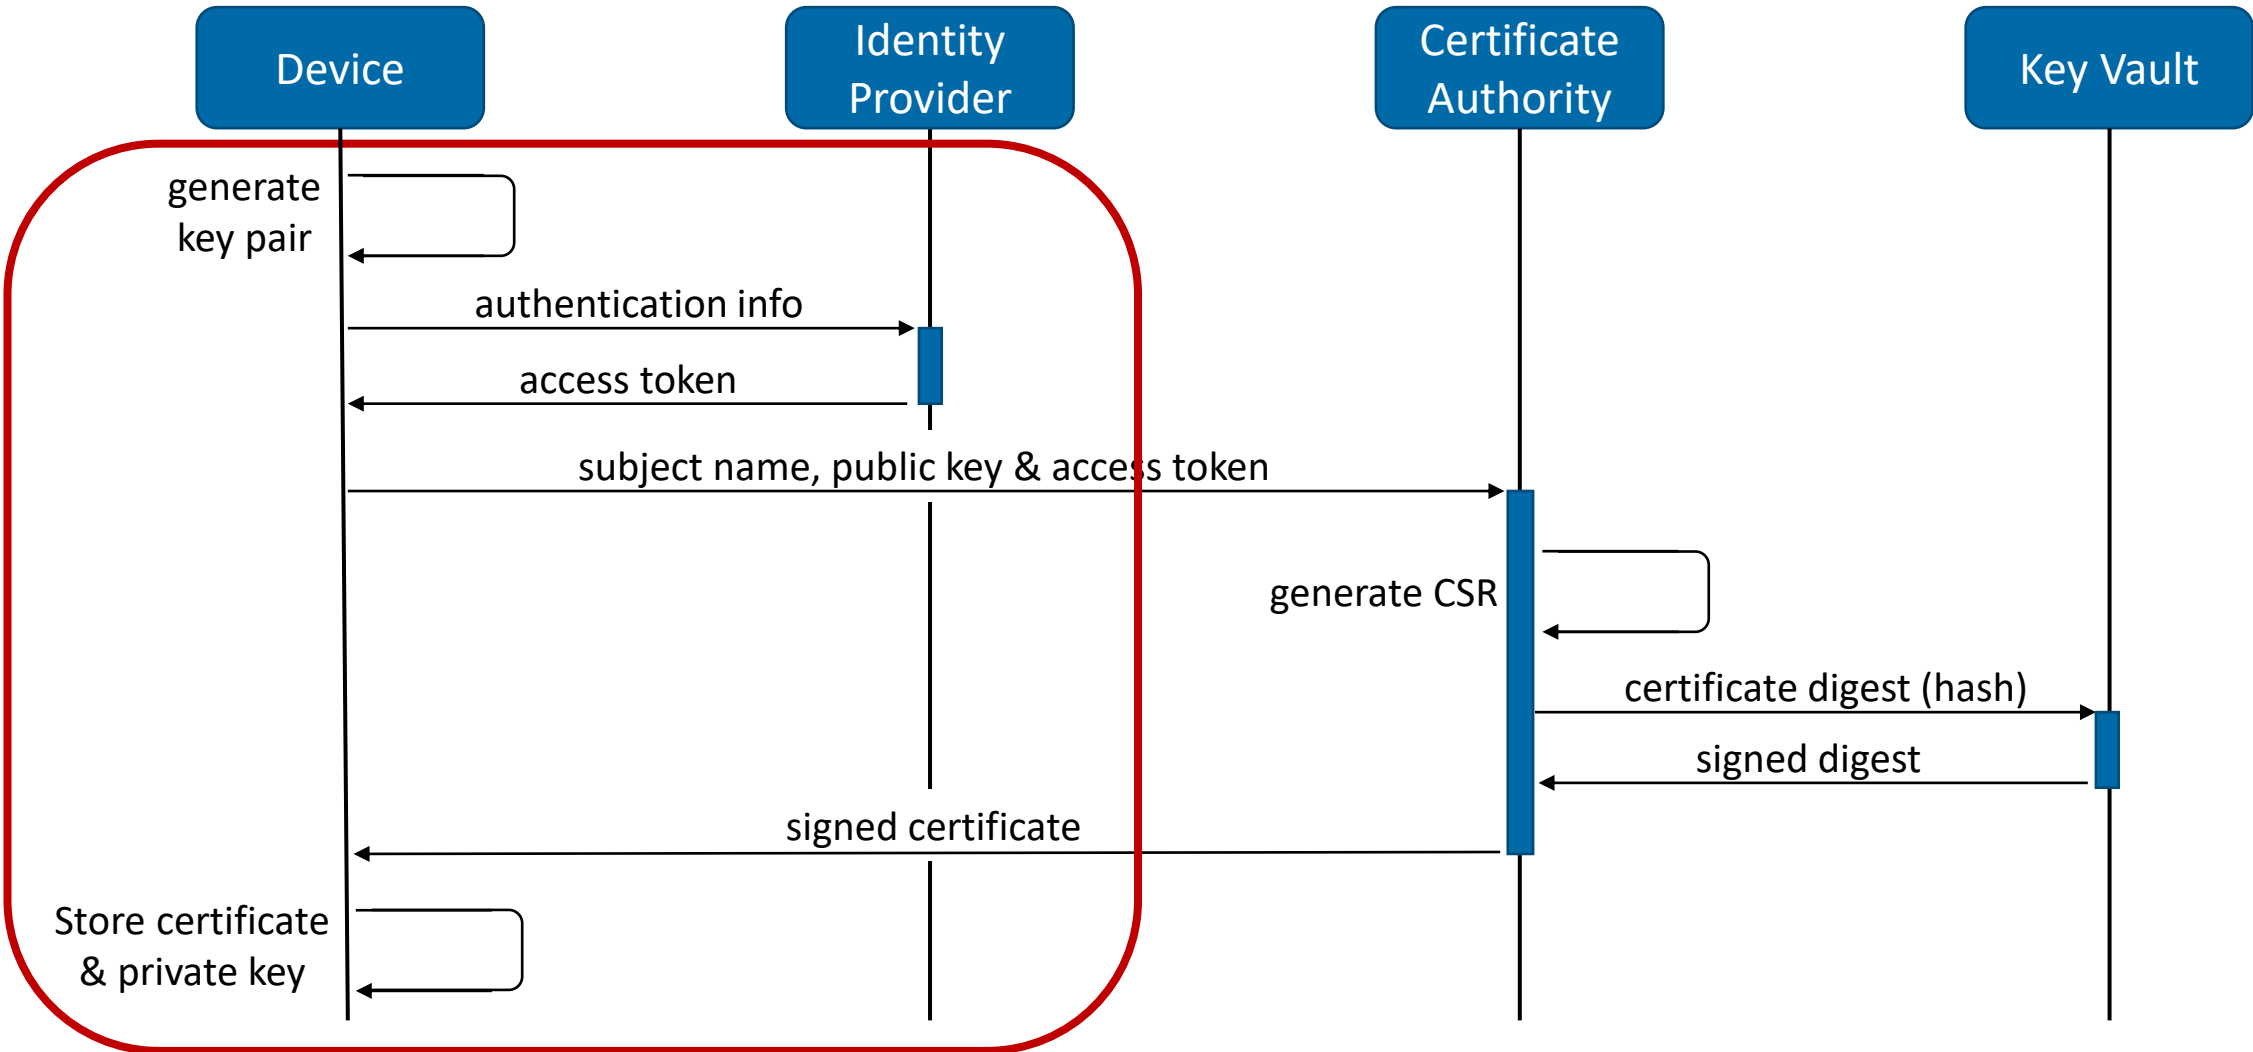 Device
Identity
Provider
Certificate
Authority
Key Vault
generate
key pair
authentication info
access token
subject name, public key & access token
generate CSR
certificate digest (hash)
signed digest
signed certificate
Store certificate
& private key